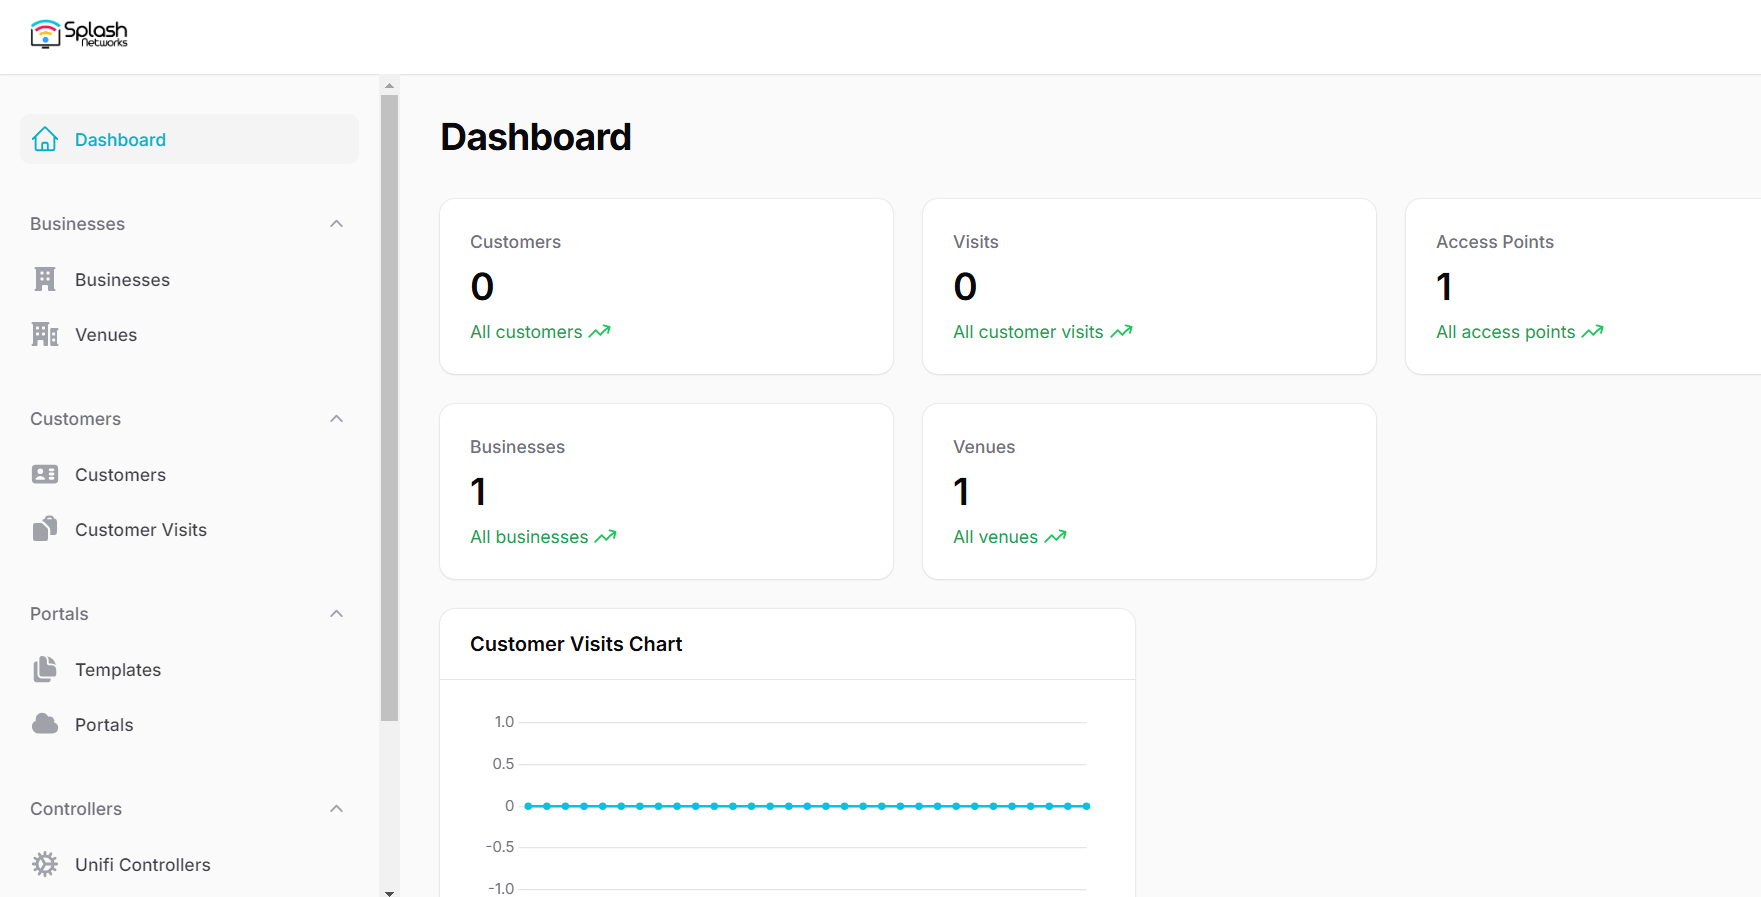 Splash
Networks
Dashboard
Businesses
Businesses
Venues
Customers
Customers
Customer Visits
Portals
Templates
Portals
Controllers
Unifi Controllers
Dashboard
Customers
0
All customers
Visits
0
All customer visits
Access Points
1
All access points
Businesses
1
All businesses
Venues
1
All venues
Customer Visits Chart
1.0
0.5
0
-0.5
-1.0